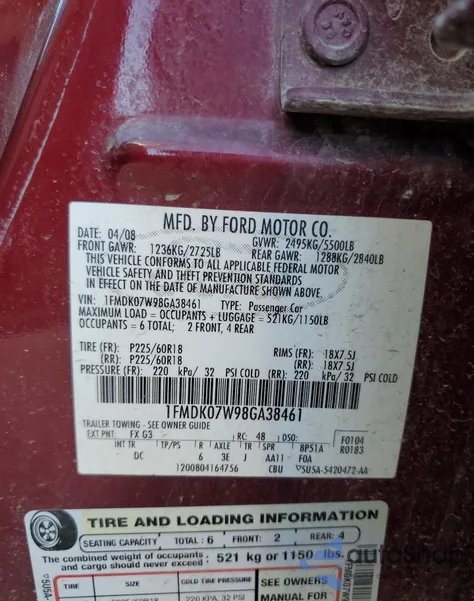 MFD. BY FORD MOTOR CO.
DATE: 04/08 GVWR: 2495KG/5500LB
FRONT GAWR: 1236KG/2725LB REAR GAWR: 1288KG/2840LB
THIS VEHICLE CONFORMS TO ALL APPLICABLE FEDERAL MOTOR
VEHICLE SAFETY AND THEFT PREVENTION STANDARDS
IN EFFECT ON THE DATE OF MANUFACTURE SHOWN ABOVE.
VIN: 1FMDK07W98GA38461 TYPE: Passenger Car
MAXIMUM LOAD = OCCUPANTS + LUGGAGE = 521KG/1150LB
OCCUPANTS = 6 TOTAL; 2 FRONT, 4 REAR
TIRE (FR): P225/60R18 RIMS (FR): 18X7.5J
(RR): P225/60R18 (RR): 18X7.5J
PRESSURE (FR): 220 kPa/ 32 PSI COLD (RR): 220 kPa/ 32 PSI COLD
1FMDK07W98GA38461
TRAILER TOWING - SEE OWNER GUIDE
EXT PNT: FX G3 RC: 48 DSO: F0104
INT TR R AXLE TR SPR 8P51A R0183
DC 6 3E J AA11 F0A
1200804164756 CBU 5U5A-5420472-AA
TIRE AND LOADING INFORMATION
SEATING CAPACITY TOTAL: 6 FRONT: 2 REAR: 4
The combined weight of occupants and cargo should never exceed: 521 kg or 1150 lbs.
TIRE SIZE COLD TIRE PRESSURE SEE OWNERS
220 KPA, 32 PSI MANUAL FOR
5U5A-